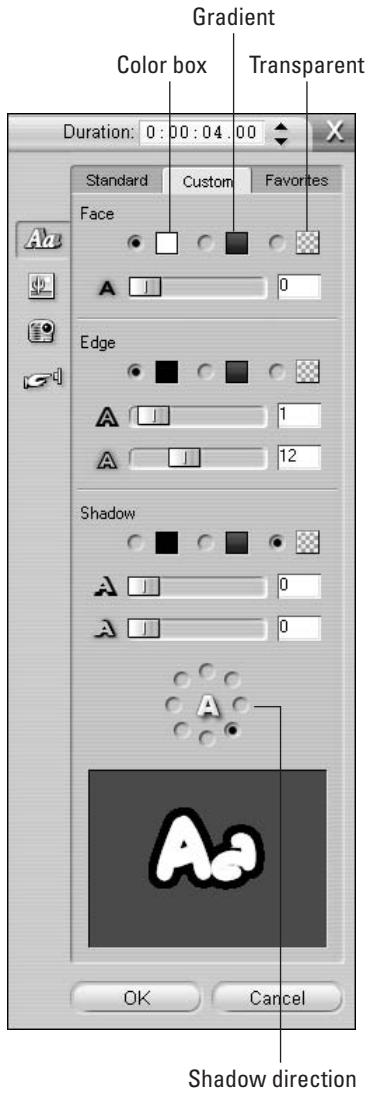 Gradient
Color box Transparent
Duration: 0:00:04.00 X
Standard Custom Favorites
Face
Aa
A 0
Edge
A 1
A 12
Shadow
A 0
A 0
A
Aa
OK Cancel
Shadow direction